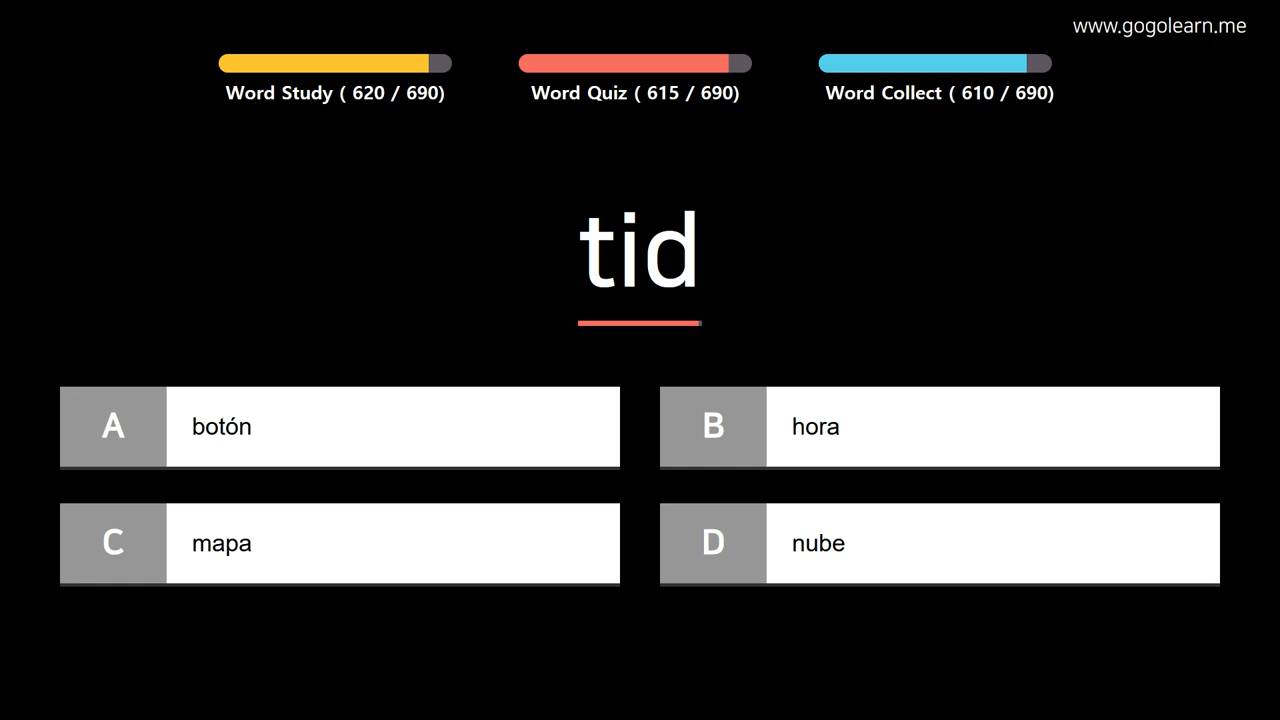 www.gogolearn.me
Word Study ( 620 / 690)
Word Quiz ( 615 / 690)
Word Collect ( 610 / 690)
tid
A botón
B hora
C mapa
D nube